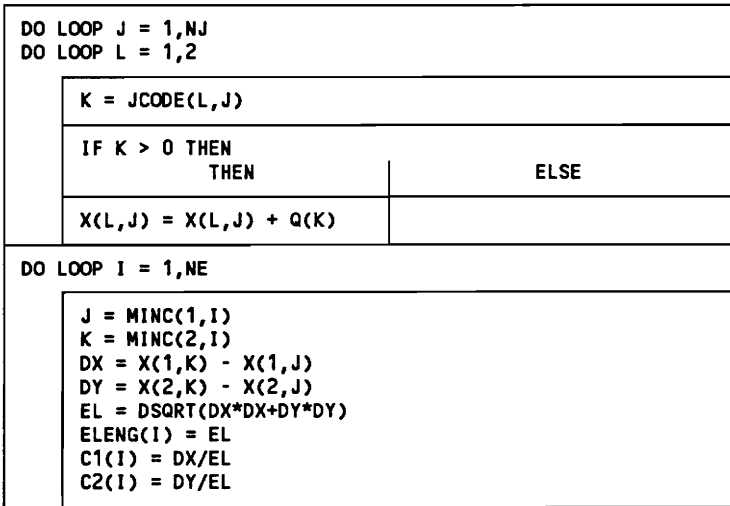 DO LOOP J = 1,NJ
DO LOOP L = 1,2
K = JCODE(L,J)
IF K > 0 THEN
THEN ELSE
X(L,J) = X(L,J) + Q(K)
DO LOOP I = 1,NE
J = MINC(1,I)
K = MINC(2,I)
DX = X(1,K) - X(1,J)
DY = X(2,K) - X(2,J)
EL = DSQRT(DX*DX+DY*DY)
ELENG(I) = EL
C1(I) = DX/EL
C2(I) = DY/EL